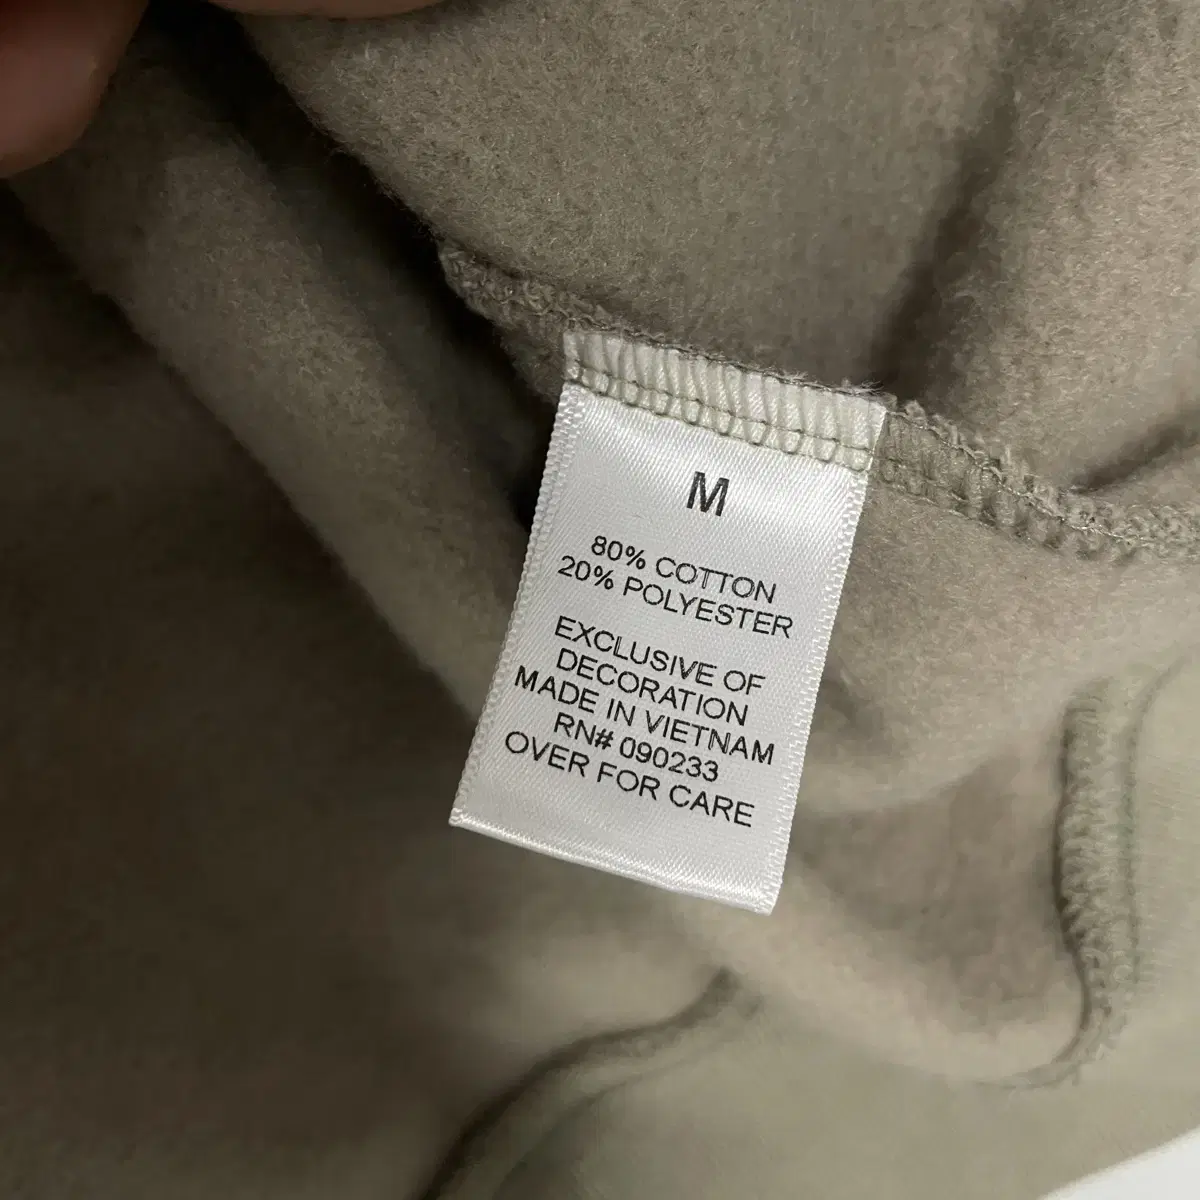 M
80% COTTON
20% POLYESTER
EXCLUSIVE OF
DECORATION
MADE IN VIETNAM
RN# 090233
OVER FOR CARE